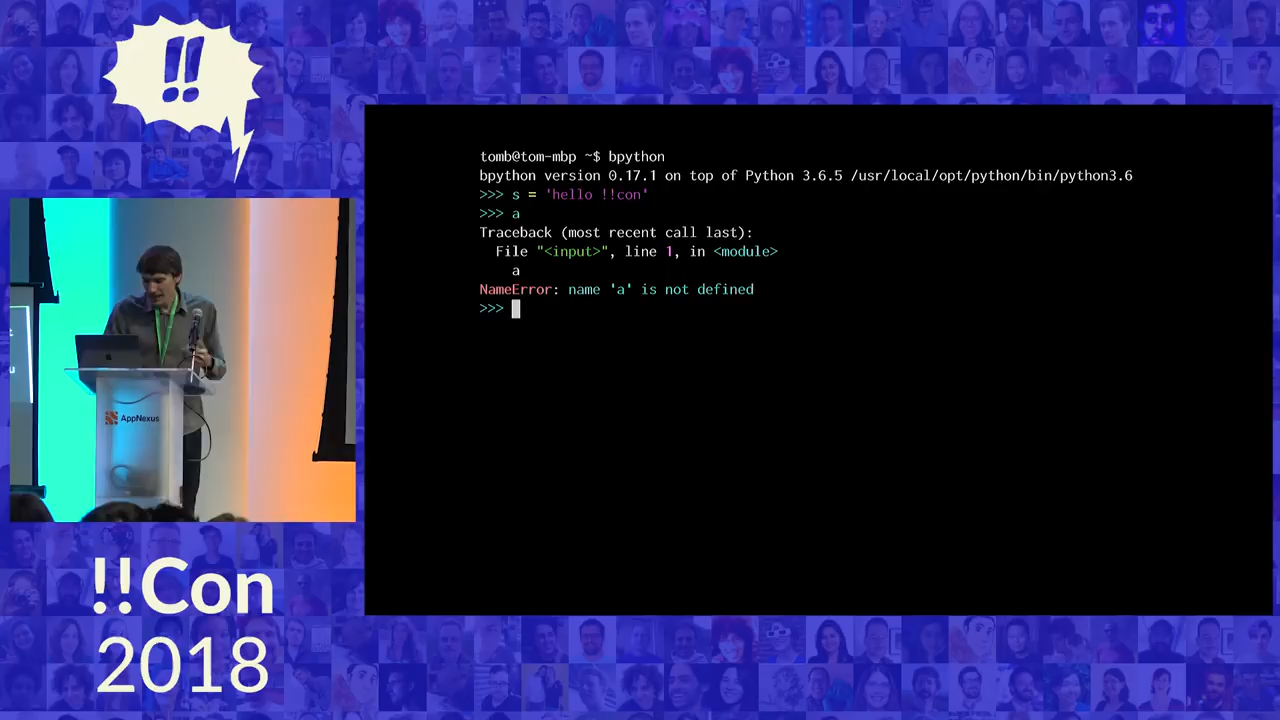 !!
tomb@tom-mbp ~$ bpython
bpython version 0.17.1 on top of Python 3.6.5 /usr/local/opt/python/bin/python3.6
>>> s = 'hello !!con'
>>> a
Traceback (most recent call last):
  File "<input>", line 1, in <module>
    a
NameError: name 'a' is not defined
>>>
AppNexus
!!Con
2018